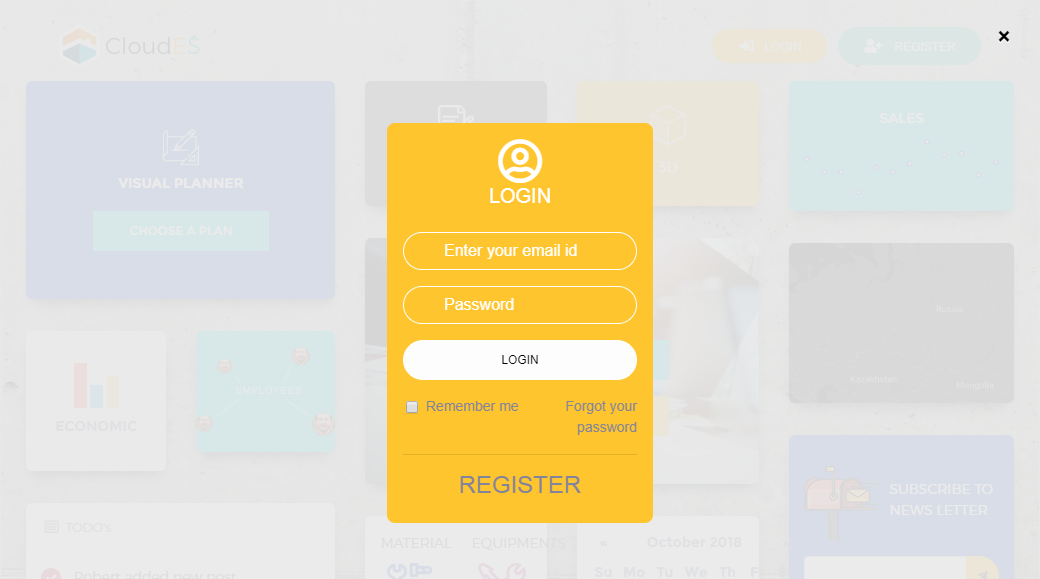 CloudES
LOGIN
REGISTER
×
VISUAL PLANNER
CHOOSE A PLAN
SALES
LOGIN
Enter your email id
Password
LOGIN
Remember me
Forgot your
password
REGISTER
Russia
Kazakhstan
Mongolia
ECONOMIC
EMPLOYEES
SUBSCRIBE TO
NEWS LETTER
TODO's
Robert added new post
MATERIAL
EQUIPMENTS
«
October 2018
Su Mo Tu We Th F